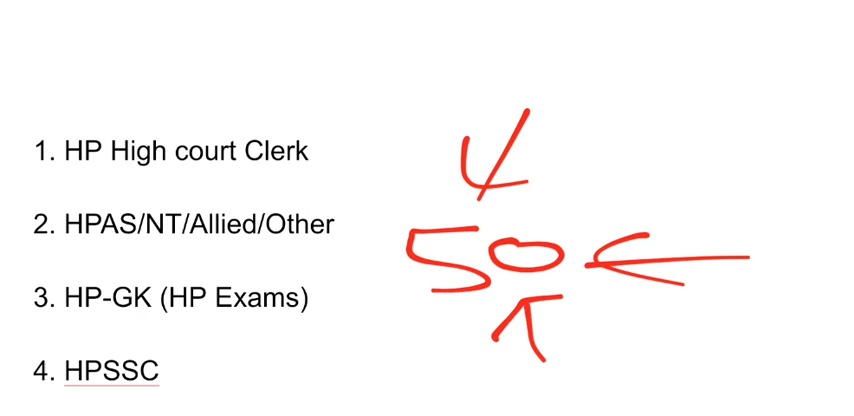 1. HP High court Clerk
2. HPAS/NT/Allied/Other
50
3. HP-GK (HP Exams)
4. HPSSC